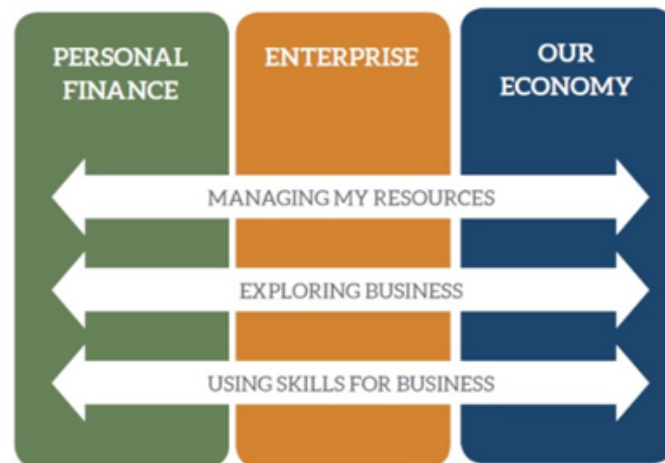 PERSONAL
FINANCE
ENTERPRISE
OUR
ECONOMY
MANAGING MY RESOURCES
EXPLORING BUSINESS
USING SKILLS FOR BUSINESS